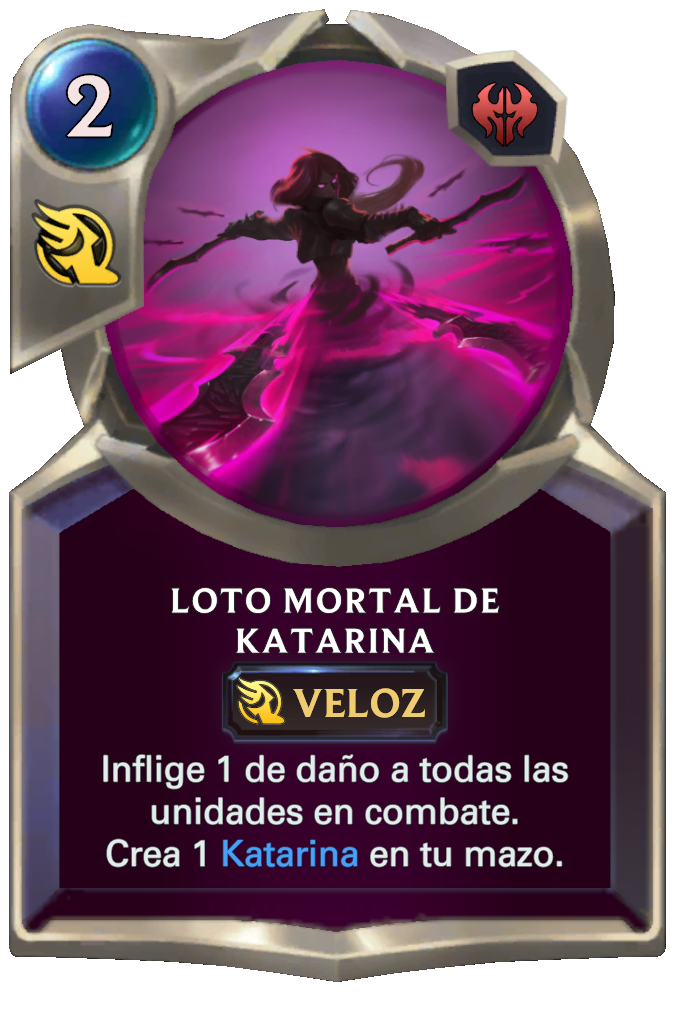 2
LOTO MORTAL DE
KATARINA
VELOZ
Inflige 1 de daño a todas las
unidades en combate.
Crea 1 Katarina en tu mazo.